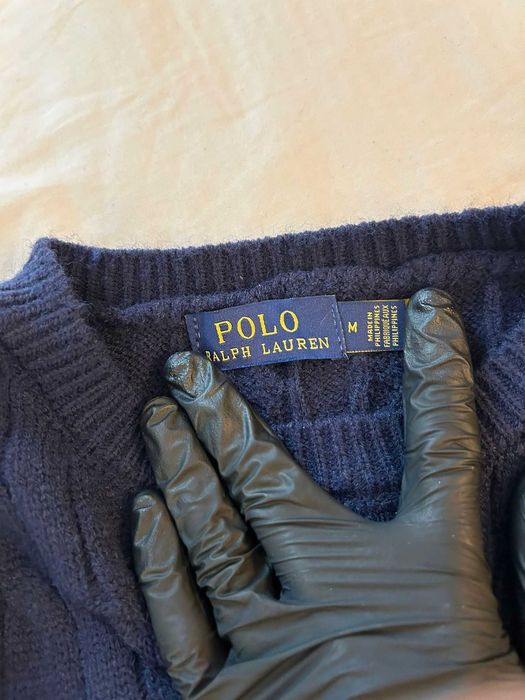 POLO
RALPH LAUREN
M
MADE IN
PHILIPPINES
FABRIQUÉ AUX
PHILIPPINES